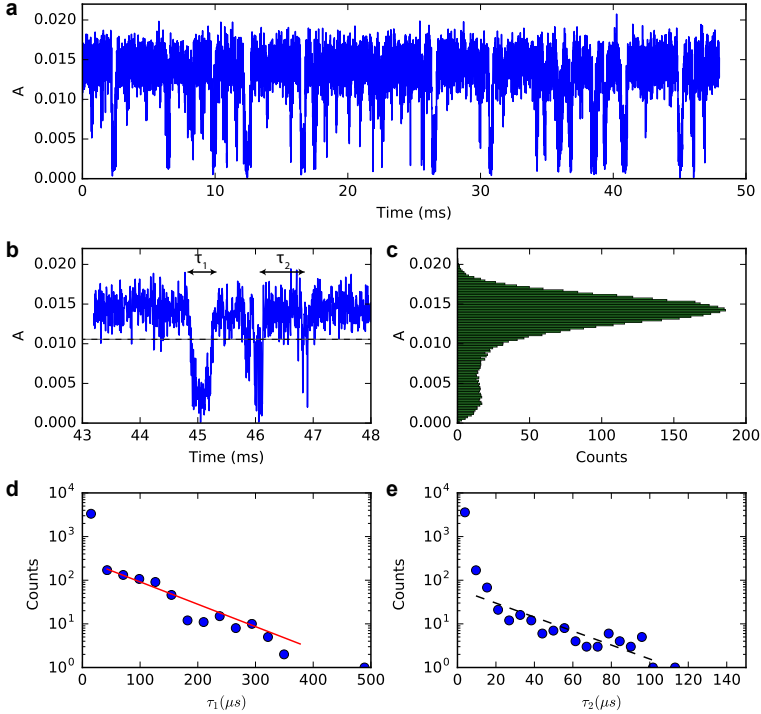 a
0.020
0.015
0.010
0.005
0.000
A
0 10 20 30 40 50
Time (ms)
b
τ1 τ2
0.020
0.015
0.010
0.005
0.000
A
43 44 45 46 47 48
Time (ms)
c
0.020
0.015
0.010
0.005
0.000
A
0 50 100 150 200
Counts
d
10^4
10^3
10^2
10^1
10^0
Counts
0 100 200 300 400 500
τ1(μs)
e
10^4
10^3
10^2
10^1
10^0
Counts
0 20 40 60 80 100 120 140
τ2(μs)